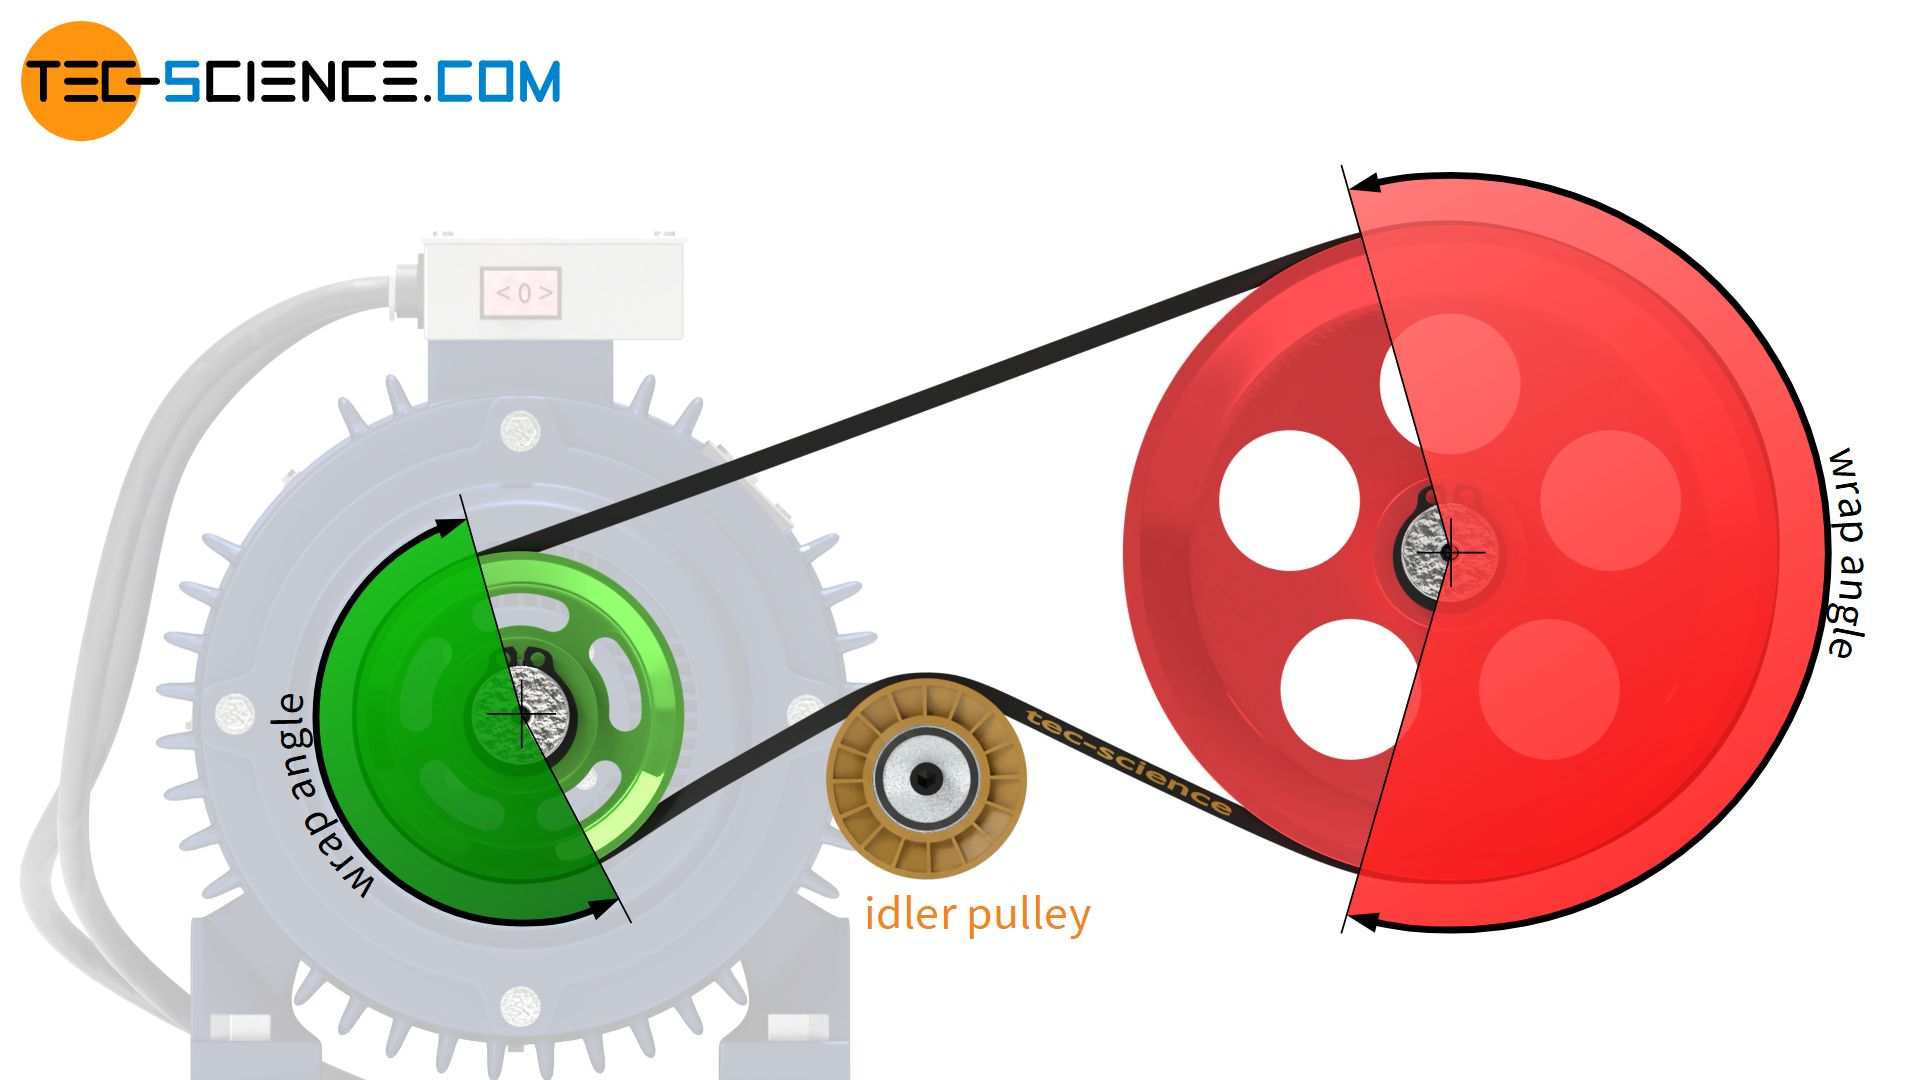 TEC-SCIENCE.COM
<0>
wrap angle
wrap angle
tec-science
idler pulley